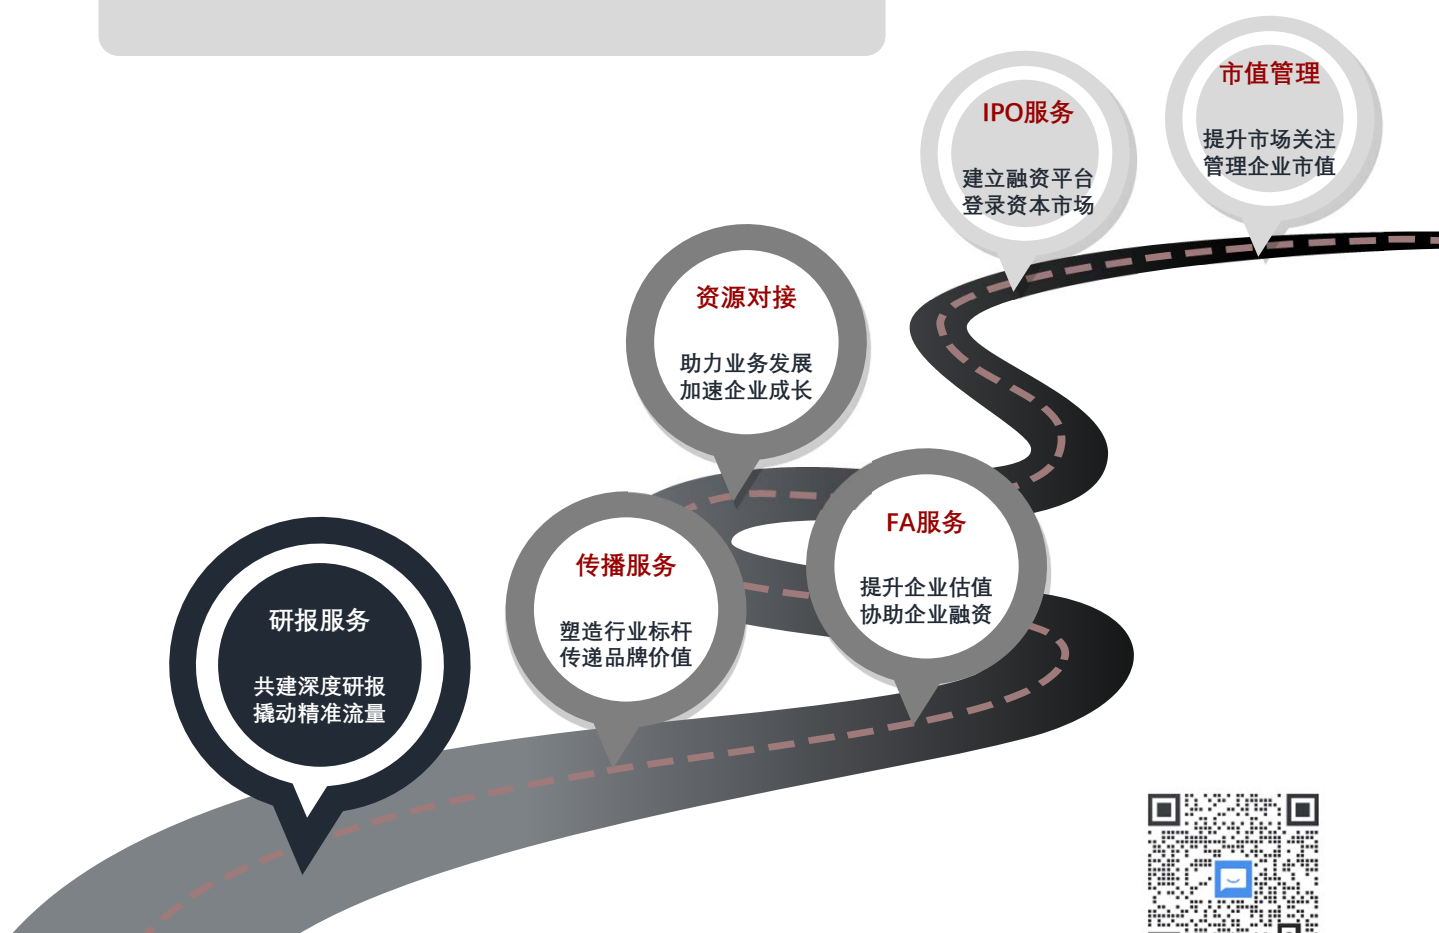 市值管理
提升市场关注
管理企业市值
IPO服务
建立融资平台
登录资本市场
资源对接
助力业务发展
加速企业成长
FA服务
提升企业估值
协助企业融资
传播服务
塑造行业标杆
传递品牌价值
研报服务
共建深度研报
撬动精准流量